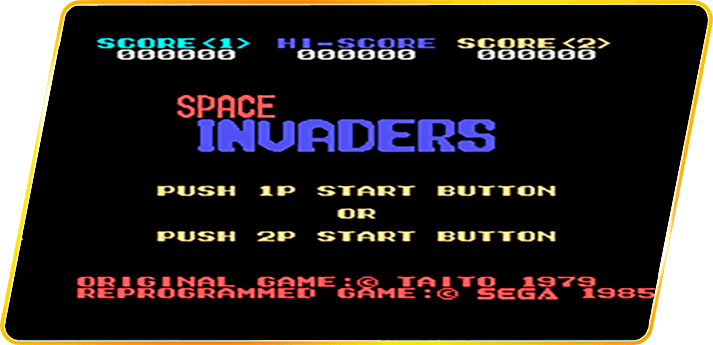 SCORE<1> HI-SCORE SCORE<2>
000000 000000 000000
SPACE
INVADERS
PUSH 1P START BUTTON
OR
PUSH 2P START BUTTON
ORIGINAL GAME:© TAITO 1979
REPROGRAMMED GAME:© SEGA 1985